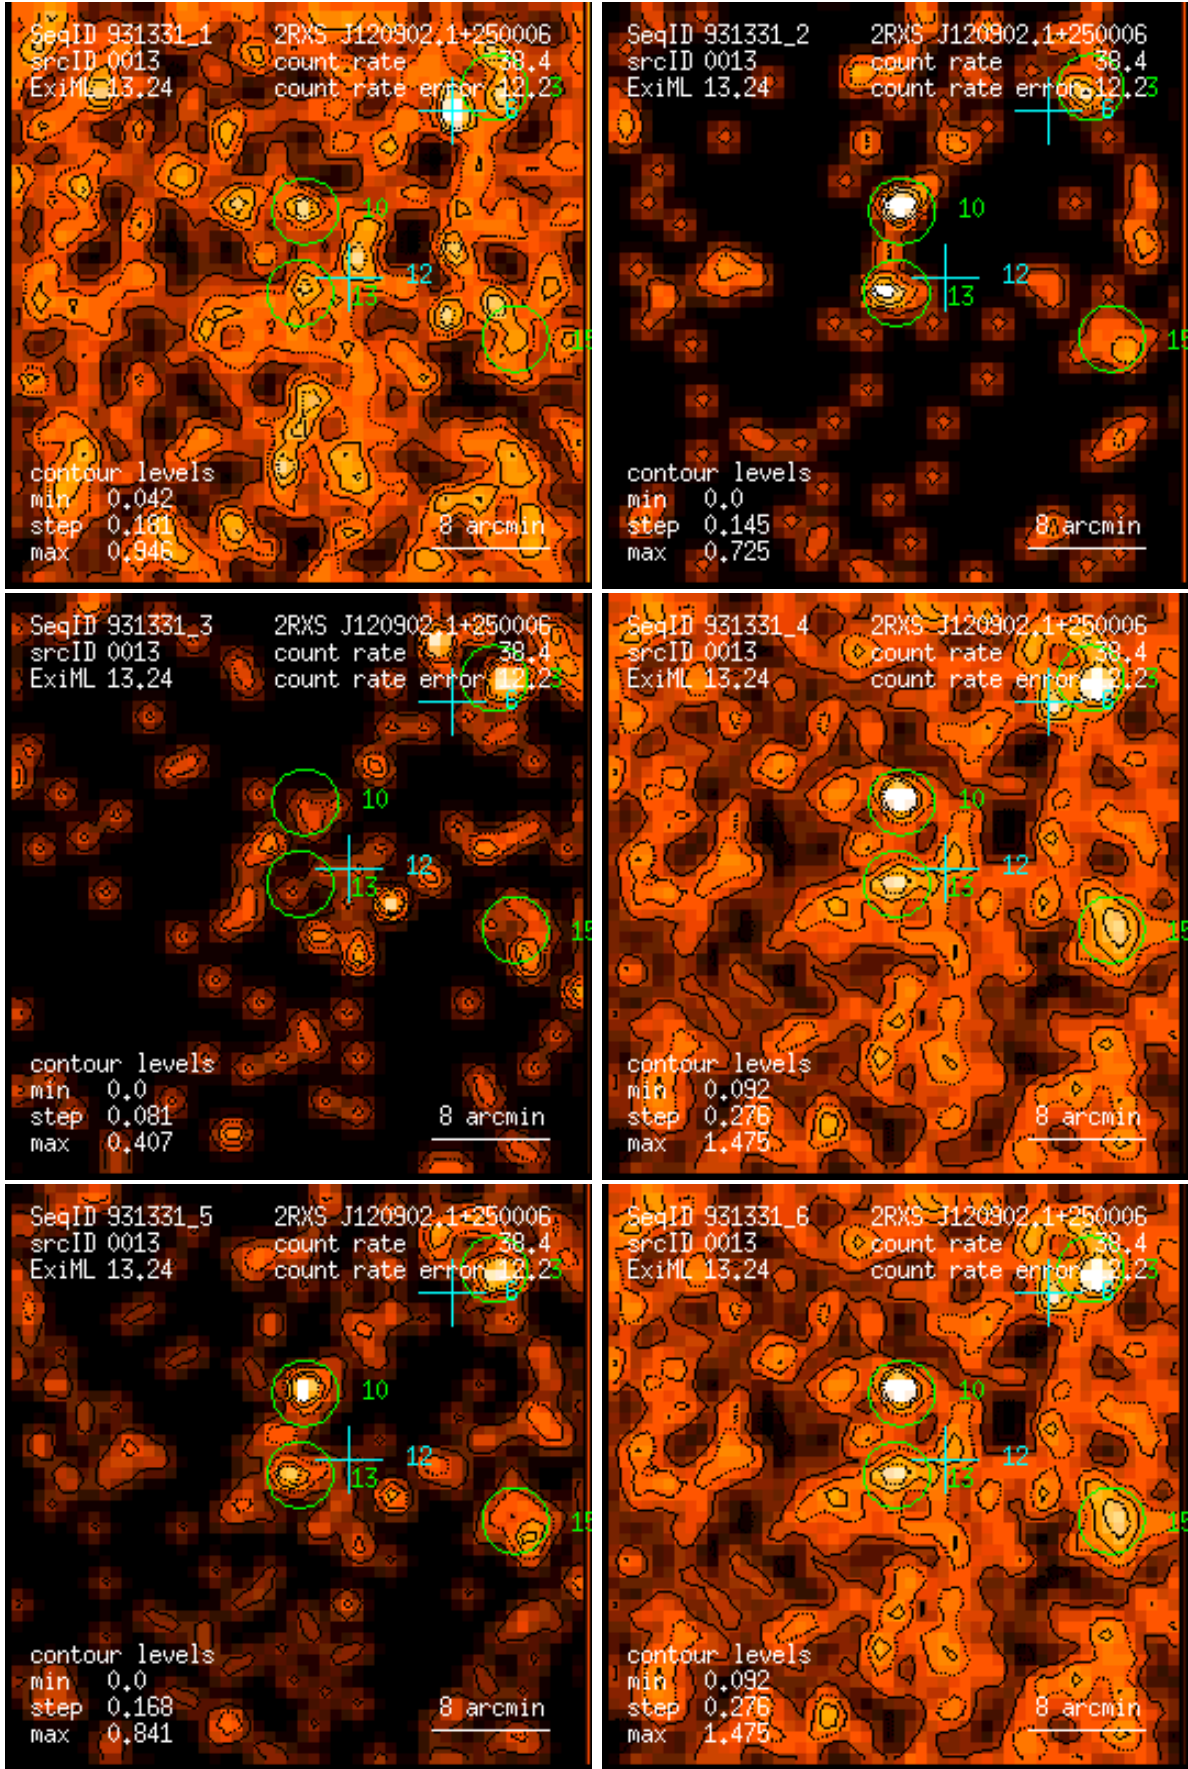 SeqID 931331_1 2RXS J120902.1+250006
srcID 0013 count rate 38.4
ExiML 13.24 count rate error 12.23
6
10
12
13
15
contour levels
min 0.042
step 0.181
max 0.946
8 arcmin
SeqID 931331_2 2RXS J120902.1+250006
srcID 0013 count rate 38.4
ExiML 13.24 count rate error 12.23
6
10
12
13
15
contour levels
min 0.0
step 0.145
max 0.725
8 arcmin
SeqID 931331_3 2RXS J120902.1+250006
srcID 0013 count rate 38.4
ExiML 13.24 count rate error 12.23
6
10
12
13
15
contour levels
min 0.0
step 0.081
max 0.407
8 arcmin
SeqID 931331_4 2RXS J120902.1+250006
srcID 0013 count rate 38.4
ExiML 13.24 count rate error 12.23
6
10
12
13
15
contour levels
min 0.092
step 0.276
max 1.475
8 arcmin
SeqID 931331_5 2RXS J120902.1+250006
srcID 0013 count rate 38.4
ExiML 13.24 count rate error 12.23
6
10
12
13
15
contour levels
min 0.0
step 0.168
max 0.841
8 arcmin
SeqID 931331_6 2RXS J120902.1+250006
srcID 0013 count rate 38.4
ExiML 13.24 count rate error 12.23
6
10
12
13
15
contour levels
min 0.092
step 0.276
max 1.475
8 arcmin